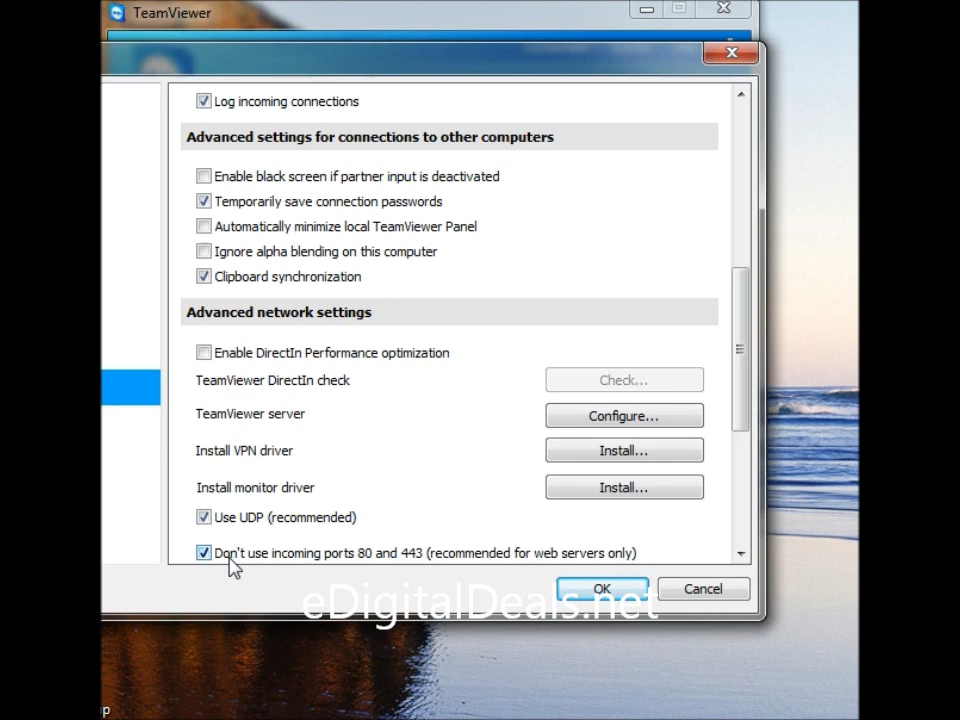 TeamViewer
Log incoming connections
Advanced settings for connections to other computers
Enable black screen if partner input is deactivated
Temporarily save connection passwords
Automatically minimize local TeamViewer Panel
Ignore alpha blending on this computer
Clipboard synchronization
Advanced network settings
Enable DirectIn Performance optimization
TeamViewer DirectIn check Check...
TeamViewer server Configure...
Install VPN driver Install...
Install monitor driver Install...
Use UDP (recommended)
Don't use incoming ports 80 and 443 (recommended for web servers only)
OK Cancel
eDigitalDeals.net
up